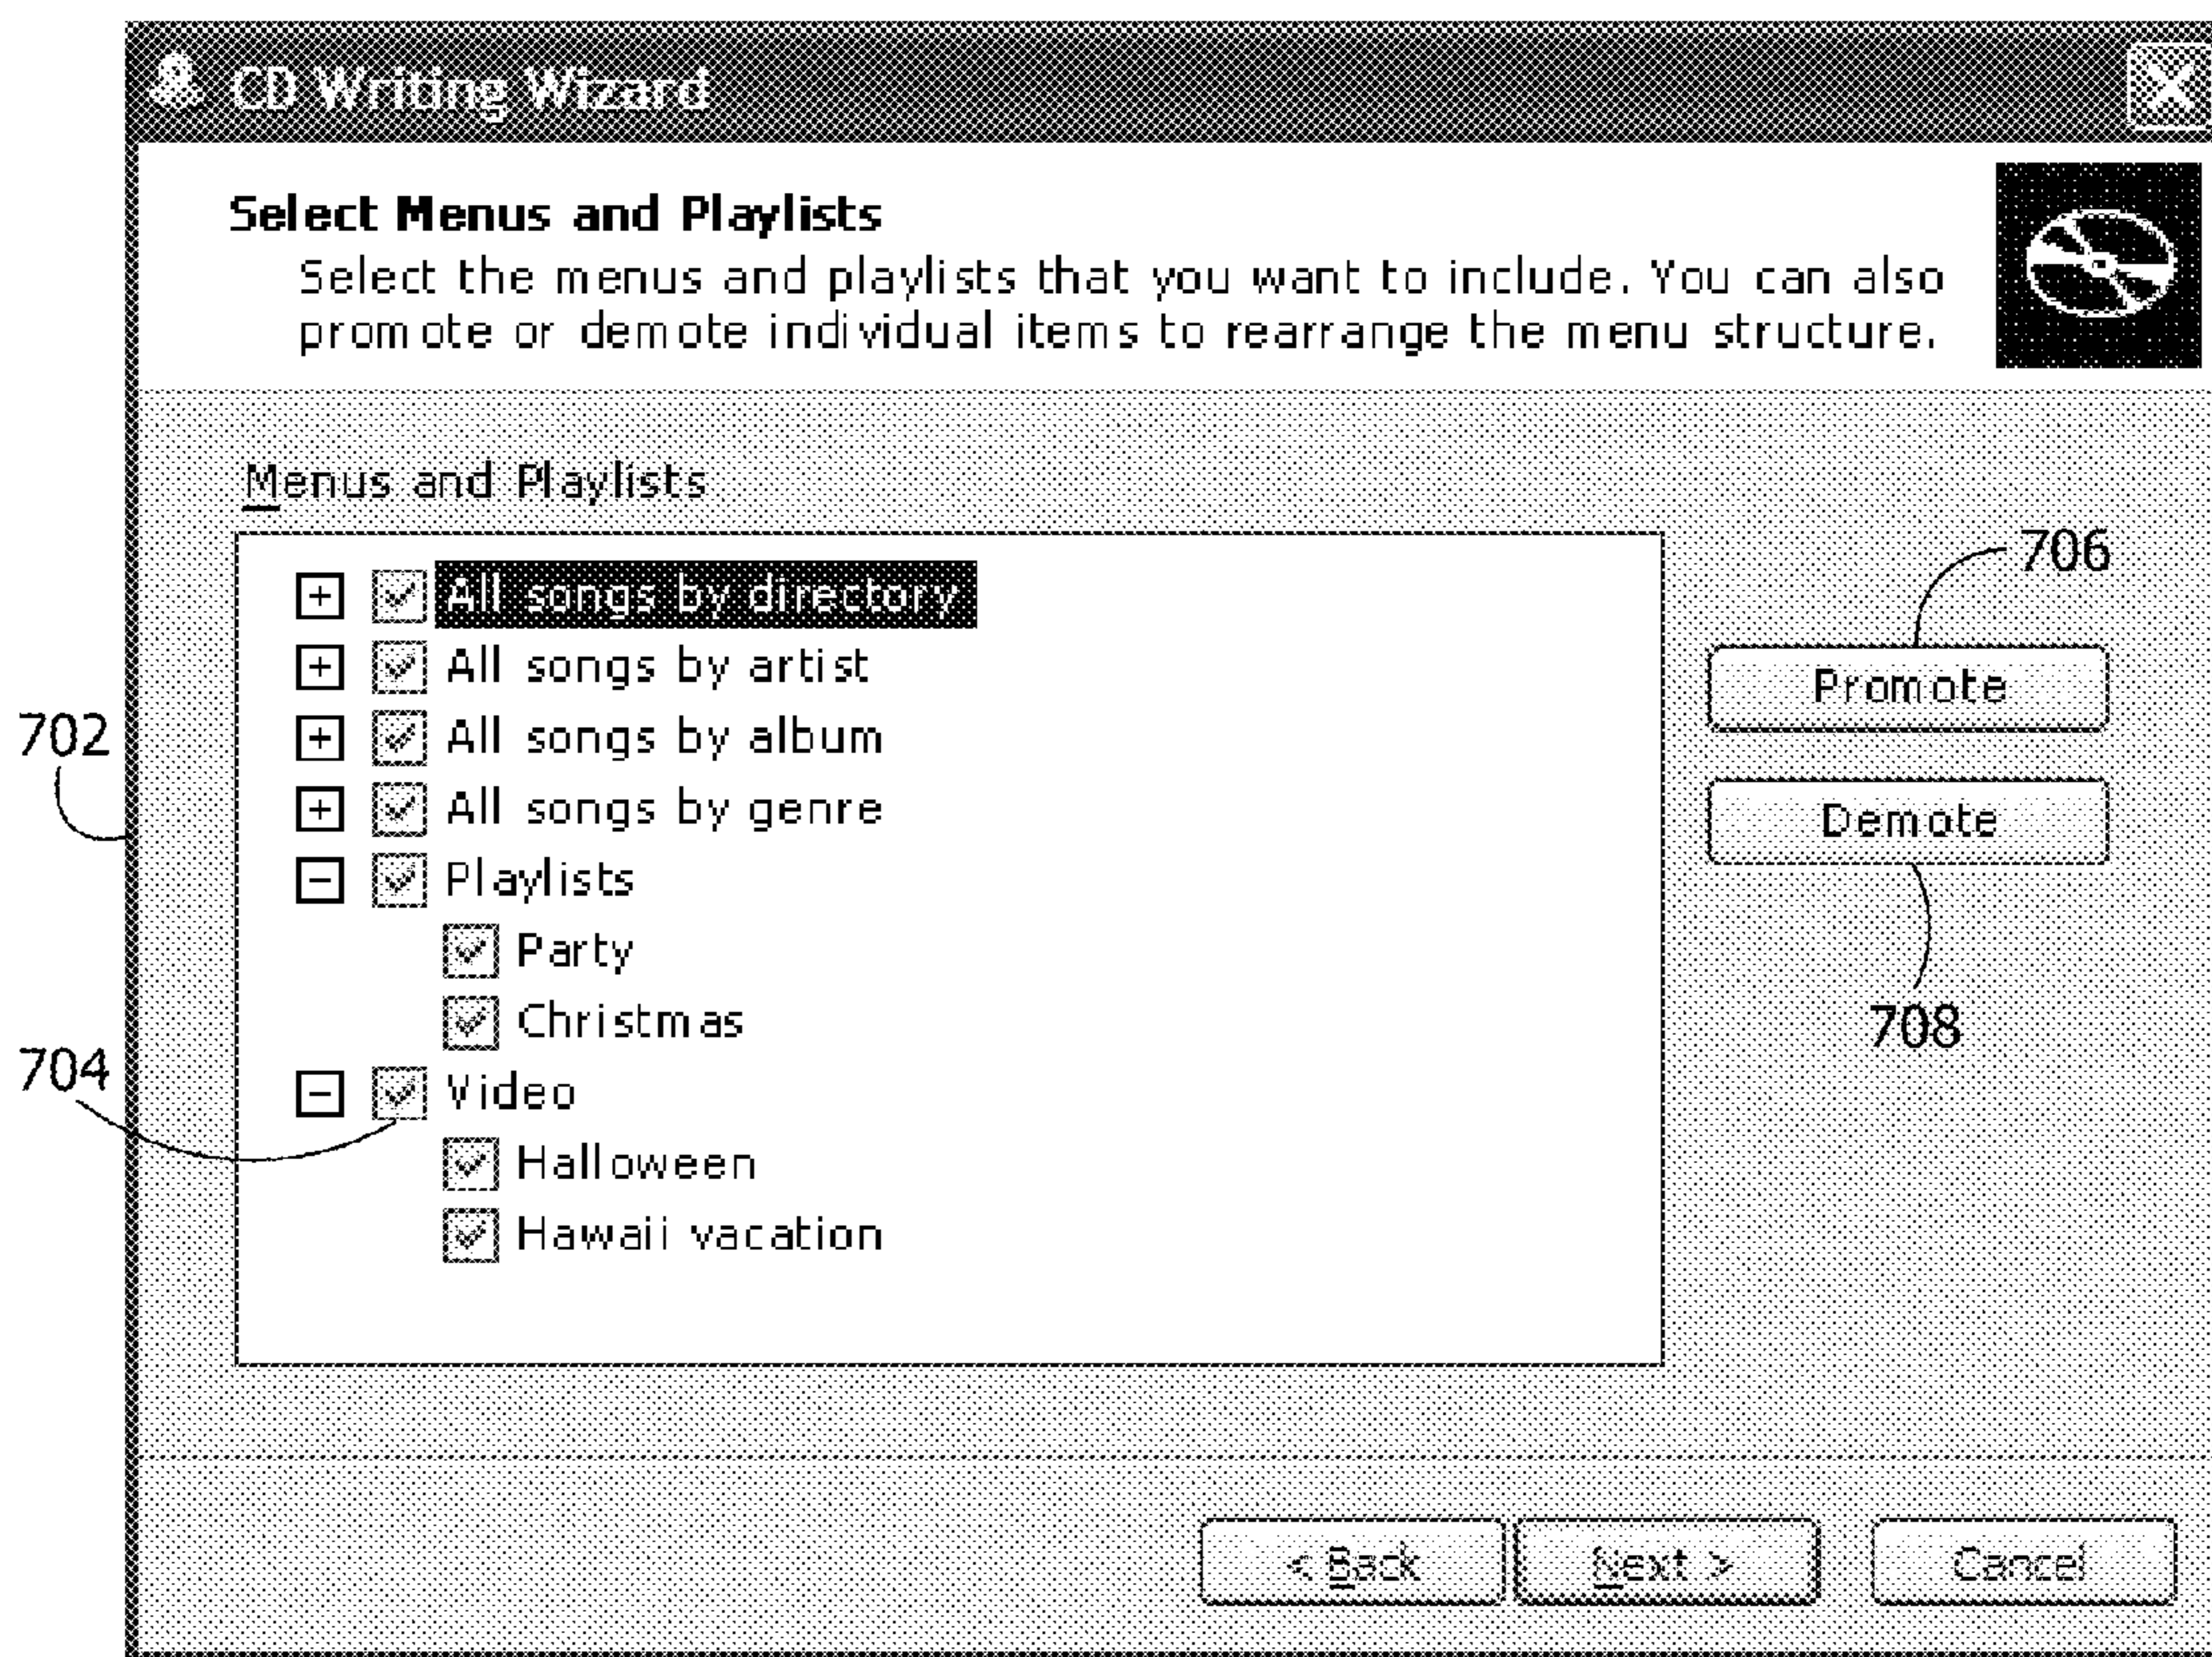 CD Writing Wizard
Select Menus and Playlists
Select the menus and playlists that you want to include. You can also
promote or demote individual items to rearrange the menu structure.
Menus and Playlists
All songs by directory
All songs by artist
All songs by album
All songs by genre
Playlists
Party
Christmas
Video
Halloween
Hawaii vacation
702
704
706
Promote
Demote
708
< Back
Next >
Cancel